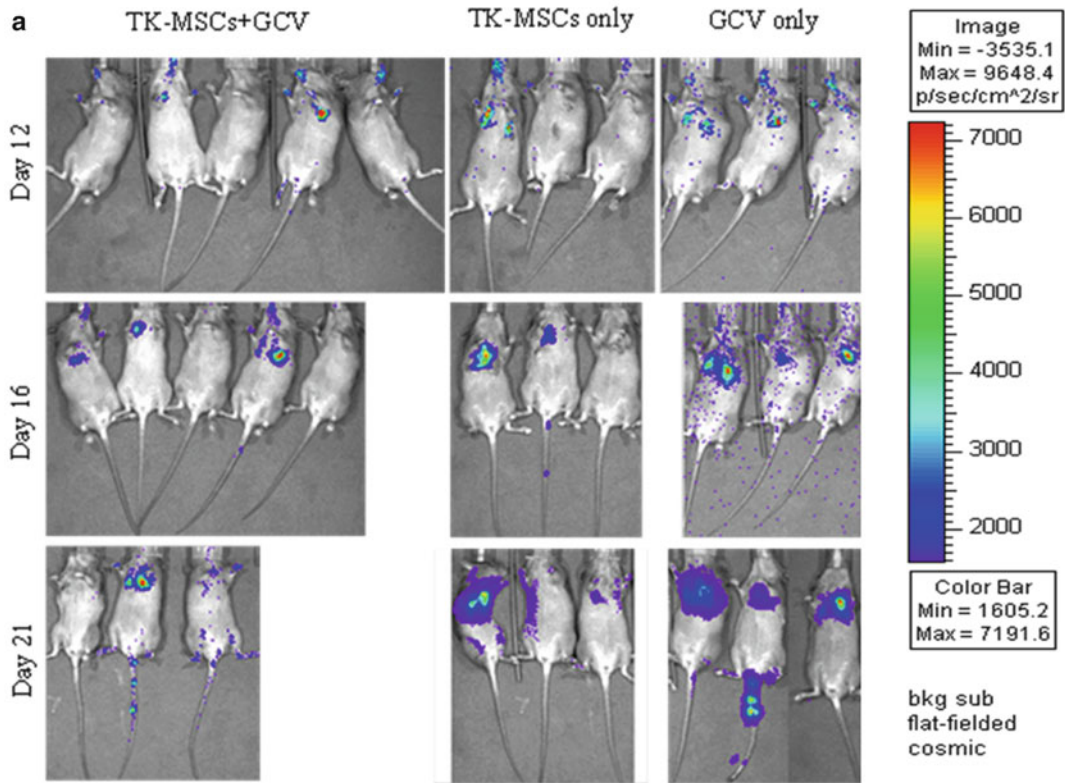 a
TK-MSCs+GCV
TK-MSCs only
GCV only
Day 12
Day 16
Day 21
Image
Min = -3535.1
Max = 9648.4
p/sec/cm^2/sr
7000
6000
5000
4000
3000
2000
Color Bar
Min = 1605.2
Max = 7191.6
bkg sub
flat-fielded
cosmic